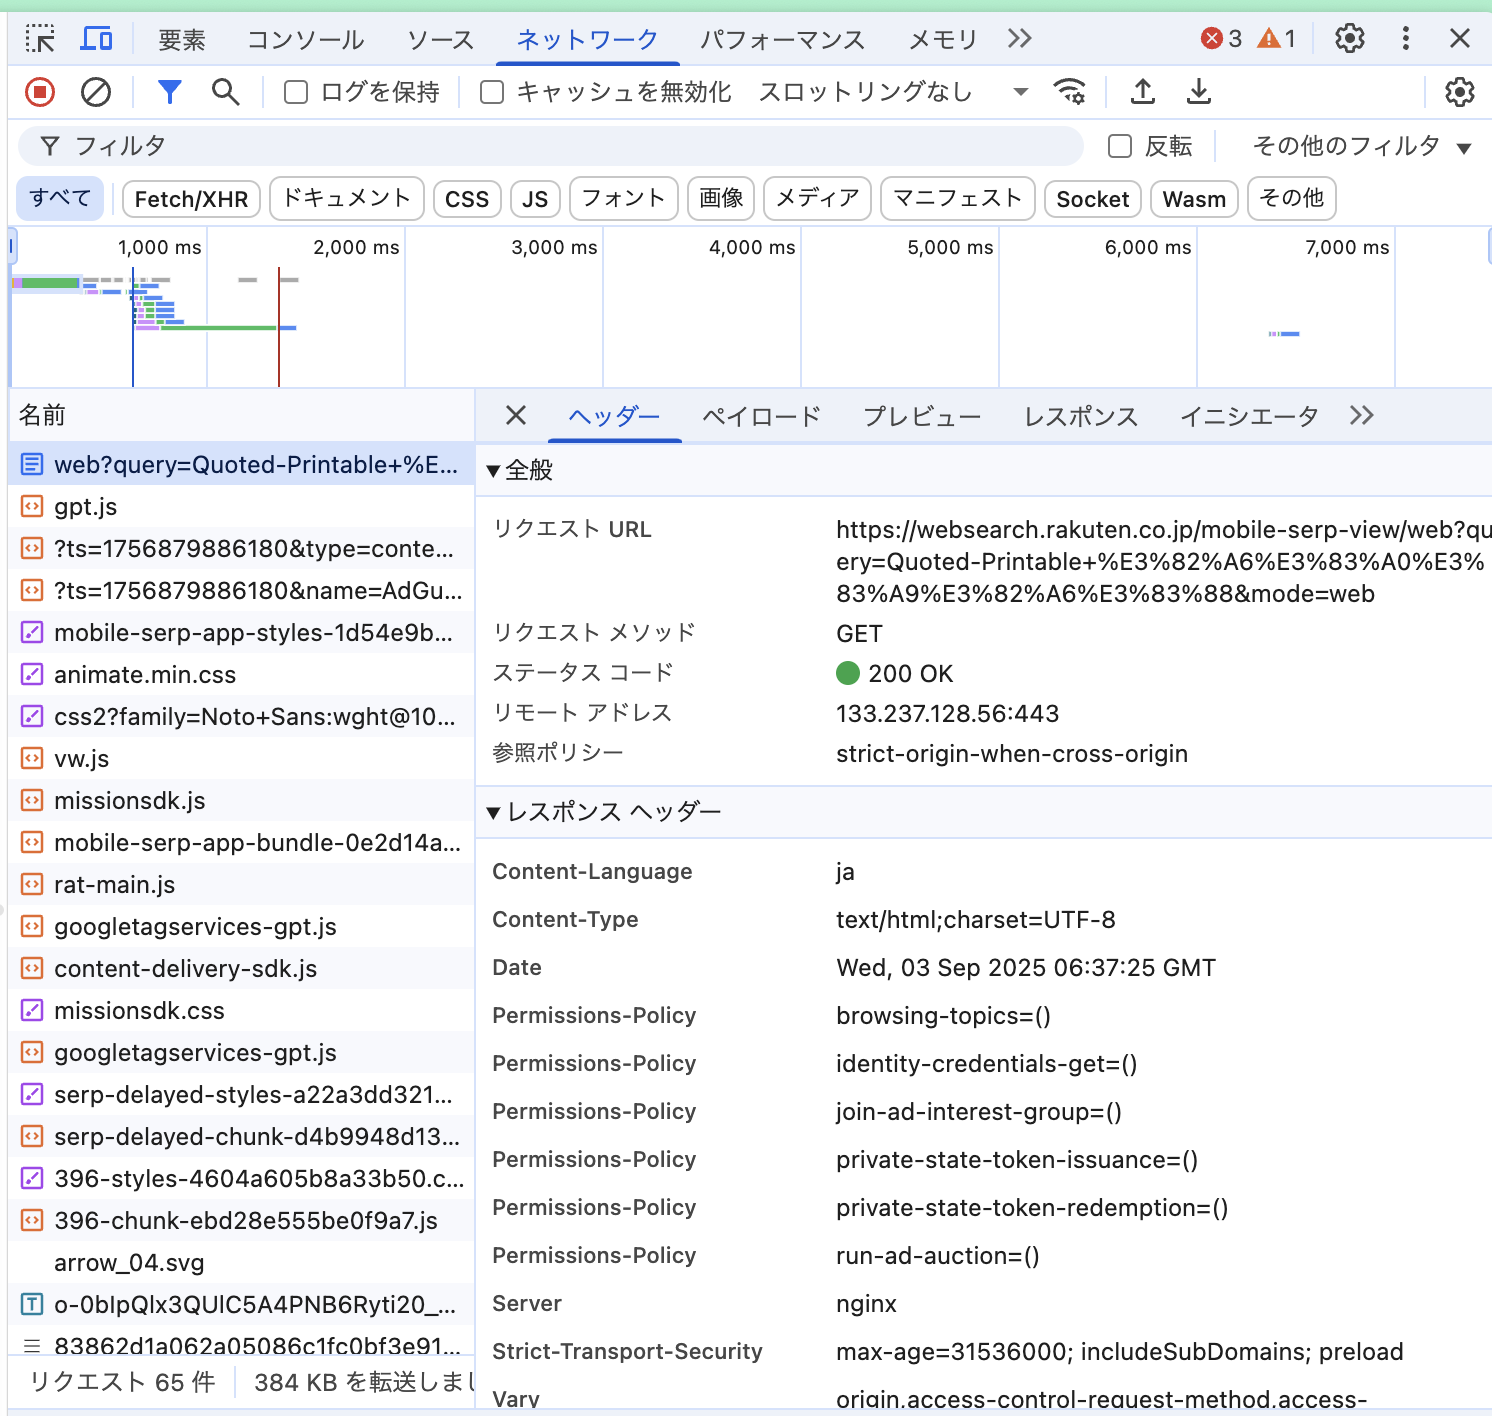 要素 コンソール ソース ネットワーク パフォーマンス メモリ 3 1
ログを保持 キャッシュを無効化 スロットリングなし
フィルタ 反転 その他のフィルタ
すべて Fetch/XHR ドキュメント CSS JS フォント 画像 メディア マニフェスト Socket Wasm その他
1,000 ms 2,000 ms 3,000 ms 4,000 ms 5,000 ms 6,000 ms 7,000 ms
名前
web?query=Quoted-Printable+%E...
gpt.js
?ts=1756879886180&type=conte...
?ts=1756879886180&name=AdGu...
mobile-serp-app-styles-1d54e9b...
animate.min.css
css2?family=Noto+Sans:wght@10...
vw.js
missionsdk.js
mobile-serp-app-bundle-0e2d14a...
rat-main.js
googletagservices-gpt.js
content-delivery-sdk.js
missionsdk.css
googletagservices-gpt.js
serp-delayed-styles-a22a3dd321...
serp-delayed-chunk-d4b9948d13...
396-styles-4604a605b8a33b50.c...
396-chunk-ebd28e555be0f9a7.js
arrow_04.svg
o-0bIpQlx3QUlC5A4PNB6Ryti20_...
83862d1a062a05086c1fc0bf3e91...
リクエスト 65 件 384 KB を転送しまし
ヘッダー ペイロード プレビュー レスポンス イニシエータ
全般
リクエスト URL https://websearch.rakuten.co.jp/mobile-serp-view/web?qu
ery=Quoted-Printable+%E3%82%A6%E3%83%A0%E3%
83%A9%E3%82%A6%E3%83%88&mode=web
リクエスト メソッド GET
ステータス コード 200 OK
リモート アドレス 133.237.128.56:443
参照ポリシー strict-origin-when-cross-origin
レスポンス ヘッダー
Content-Language ja
Content-Type text/html;charset=UTF-8
Date Wed, 03 Sep 2025 06:37:25 GMT
Permissions-Policy browsing-topics=()
Permissions-Policy identity-credentials-get=()
Permissions-Policy join-ad-interest-group=()
Permissions-Policy private-state-token-issuance=()
Permissions-Policy private-state-token-redemption=()
Permissions-Policy run-ad-auction=()
Server nginx
Strict-Transport-Security max-age=31536000; includeSubDomains; preload
Vary origin,access-control-request-method,access-